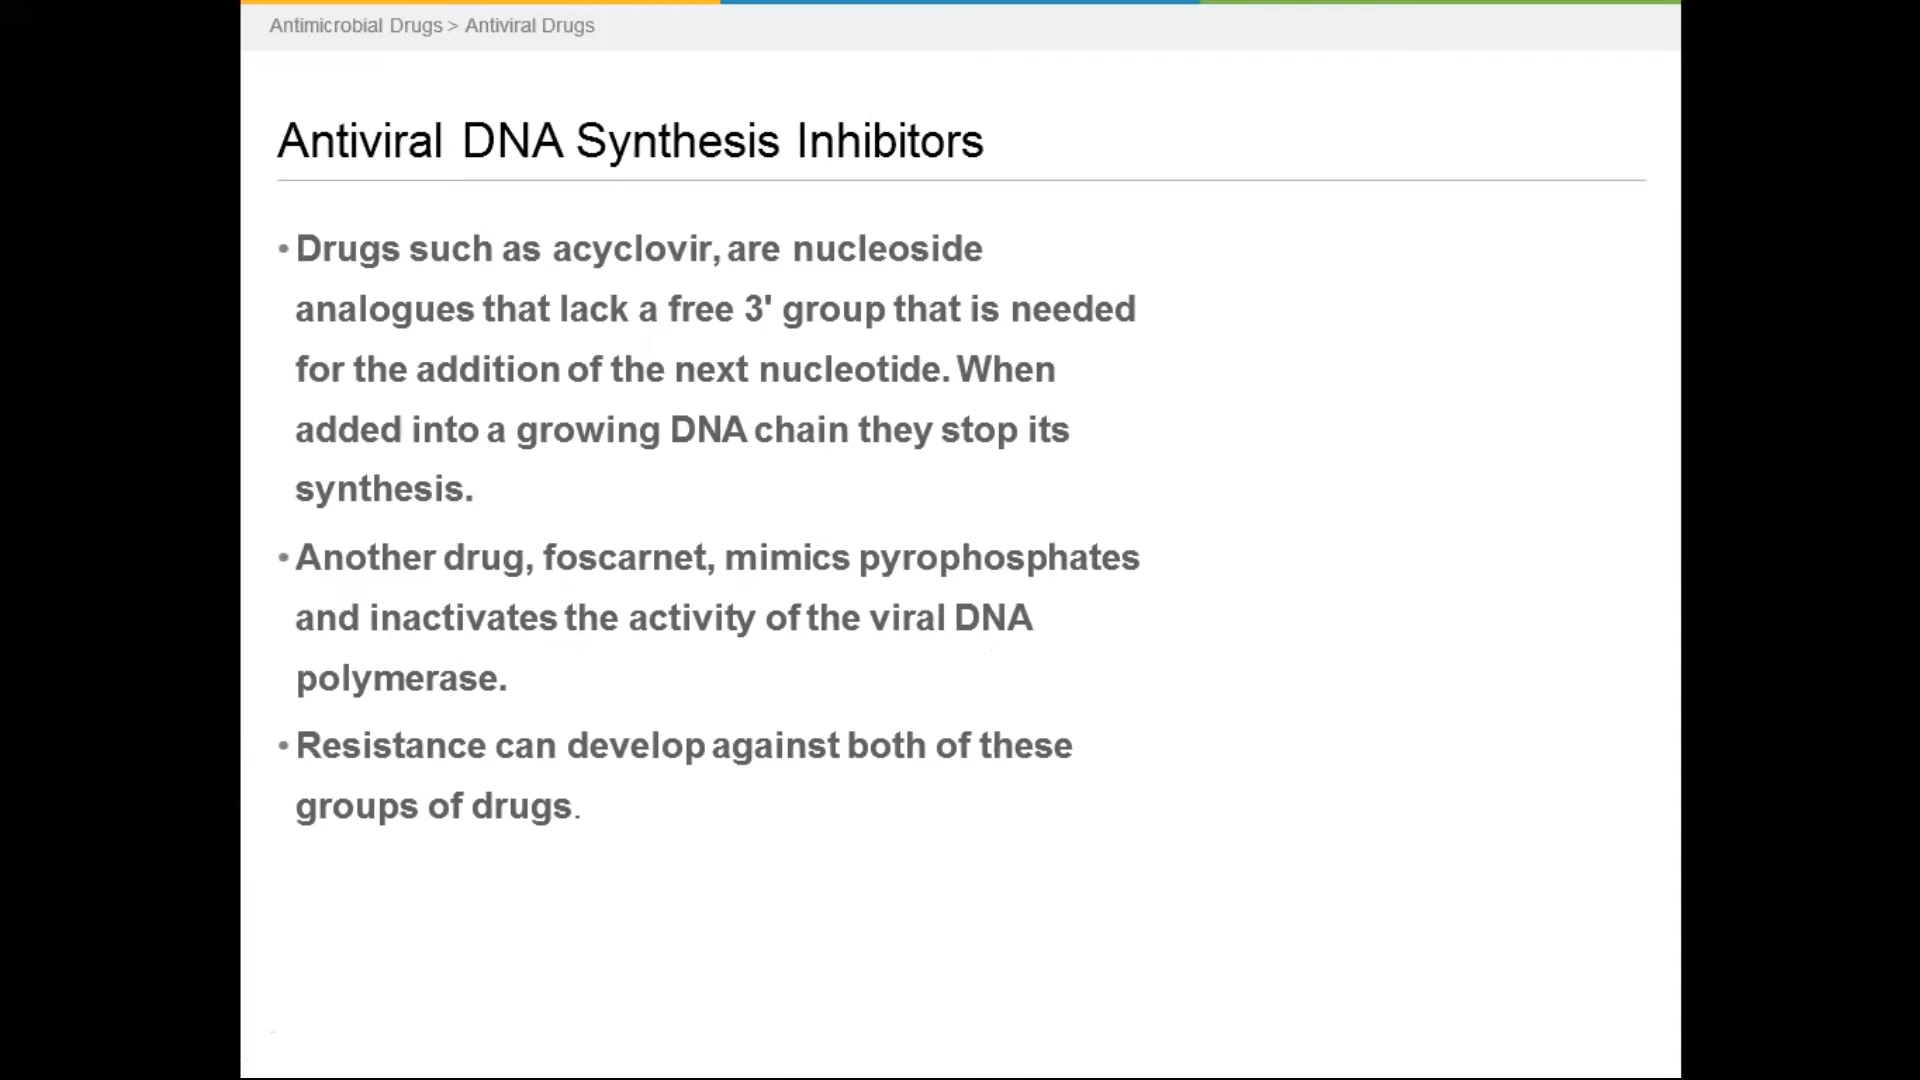 Antimicrobial Drugs > Antiviral Drugs
Antiviral DNA Synthesis Inhibitors
• Drugs such as acyclovir, are nucleoside
analogues that lack a free 3' group that is needed
for the addition of the next nucleotide. When
added into a growing DNA chain they stop its
synthesis.
• Another drug, foscarnet, mimics pyrophosphates
and inactivates the activity of the viral DNA
polymerase.
• Resistance can develop against both of these
groups of drugs.